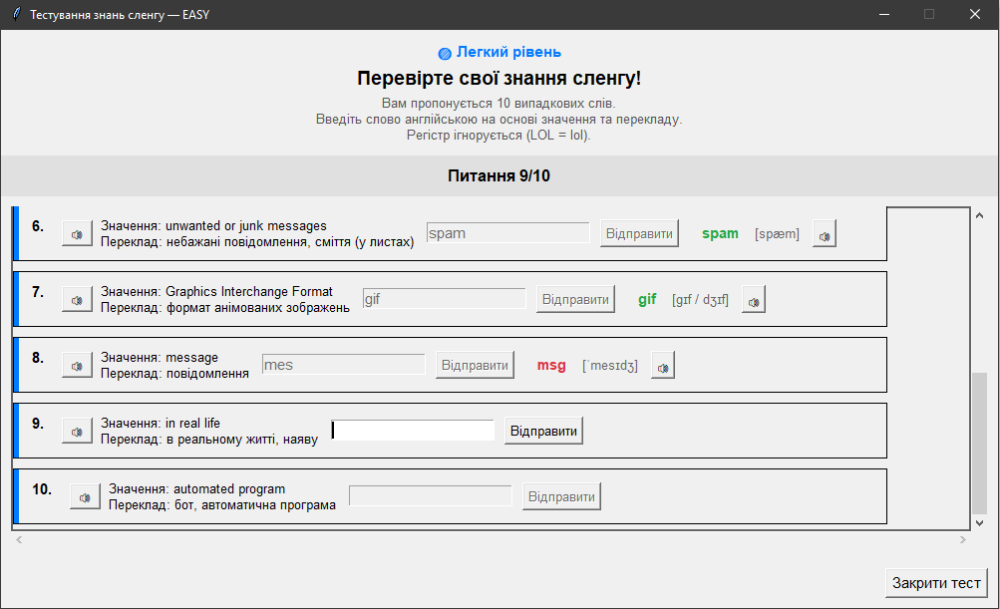 Тестування знань сленгу — EASY
Легкий рівень
Перевірте свої знання сленгу!
Вам пропонується 10 випадкових слів.
Введіть слово англійською на основі значення та перекладу.
Регістр ігнорується (LOL = lol).
Питання 9/10
6. Значення: unwanted or junk messages
Переклад: небажані повідомлення, сміття (у листах) spam Відправити spam [spæm]
7. Значення: Graphics Interchange Format
Переклад: формат анімованих зображень gif Відправити gif [ɡɪf / dʒɪf]
8. Значення: message
Переклад: повідомлення mes Відправити msg [ˈmesɪdʒ]
9. Значення: in real life
Переклад: в реальному житті, наяву Відправити
10. Значення: automated program
Переклад: бот, автоматична програма Відправити
Закрити тест